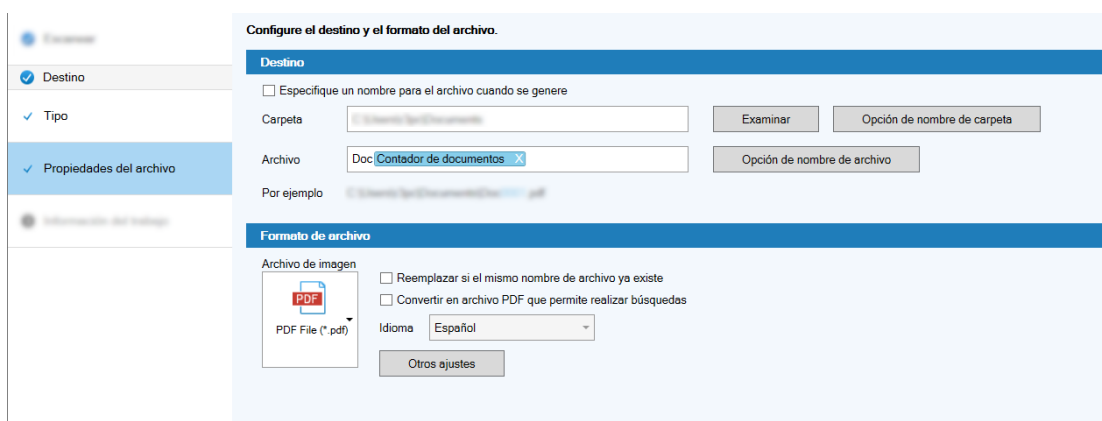 Configure el destino y el formato del archivo.
Destino
Destino
Especifique un nombre para el archivo cuando se genere
Tipo
Carpeta
Examinar
Opción de nombre de carpeta
Propiedades del archivo
Archivo
Doc Contador de documentos X
Opción de nombre de archivo
Por ejemplo
Formato de archivo
Archivo de imagen
PDF
PDF File (*.pdf)
Reemplazar si el mismo nombre de archivo ya existe
Convertir en archivo PDF que permite realizar búsquedas
Idioma
Español
Otros ajustes